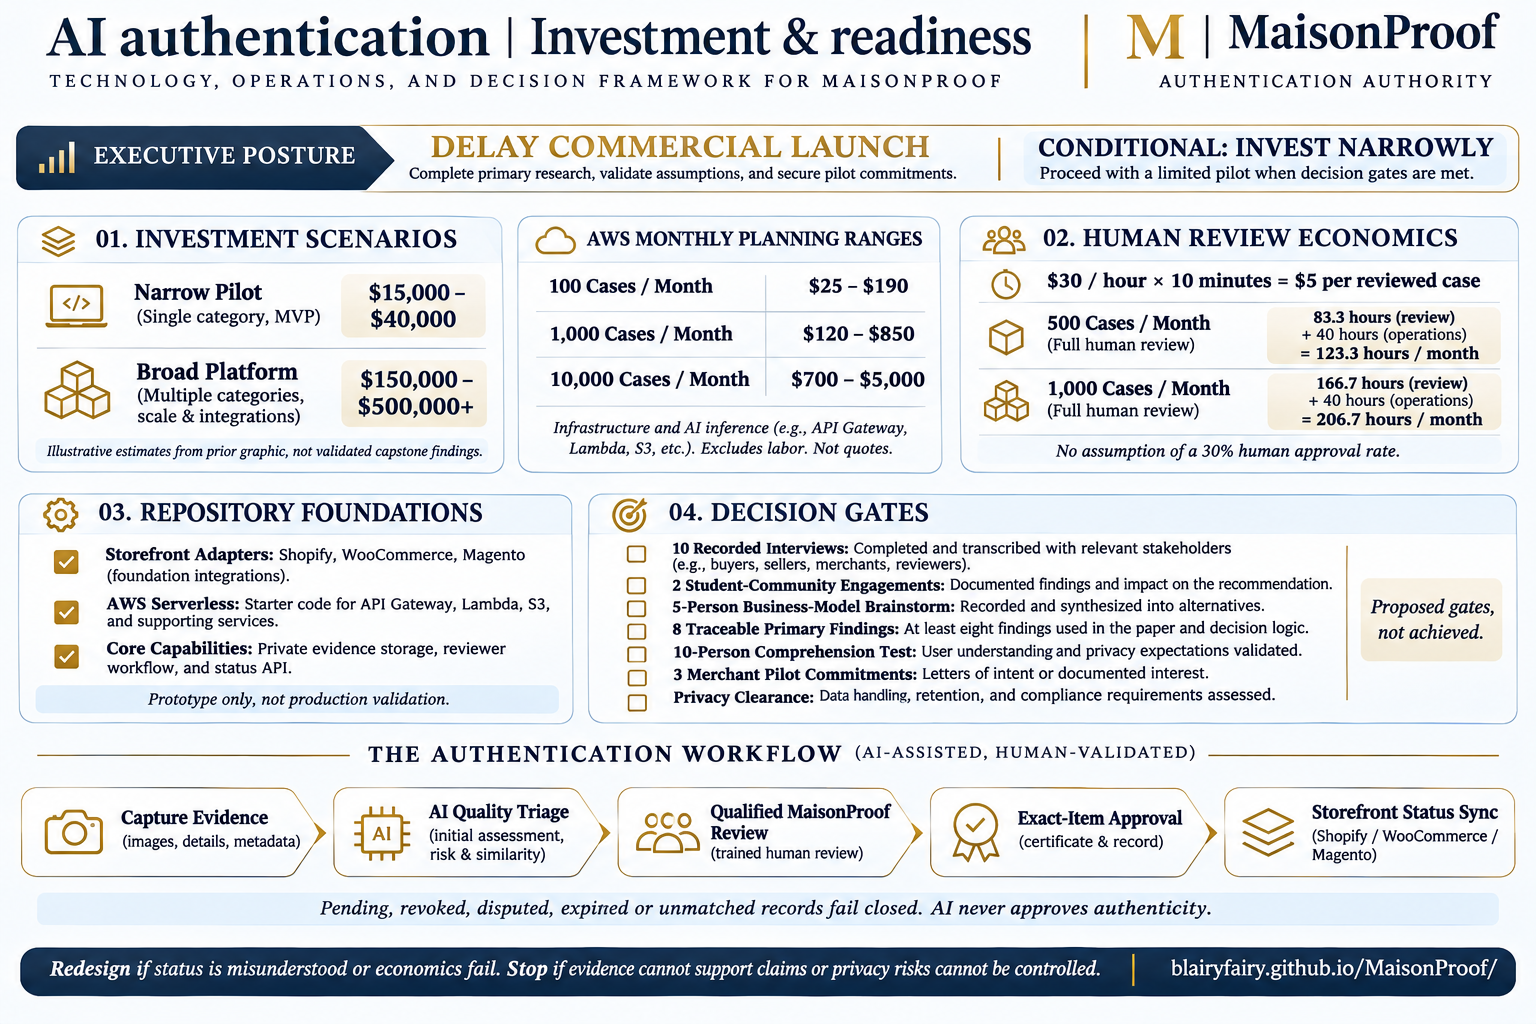 AI authentication | Investment & readiness
TECHNOLOGY, OPERATIONS, AND DECISION FRAMEWORK FOR MAISONPROOF
M | MaisonProof
AUTHENTICATION AUTHORITY
EXECUTIVE POSTURE
DELAY COMMERCIAL LAUNCH
Complete primary research, validate assumptions, and secure pilot commitments.
CONDITIONAL: INVEST NARROWLY
Proceed with a limited pilot when decision gates are met.
01. INVESTMENT SCENARIOS
Narrow Pilot
(Single category, MVP)
$15,000 –
$40,000
Broad Platform
(Multiple categories,
scale & integrations)
$150,000 –
$500,000+
Illustrative estimates from prior graphic, not validated capstone findings.
AWS MONTHLY PLANNING RANGES
100 Cases / Month $25 – $190
1,000 Cases / Month $120 – $850
10,000 Cases / Month $700 – $5,000
Infrastructure and AI inference (e.g., API Gateway,
Lambda, S3, etc.). Excludes labor. Not quotes.
02. HUMAN REVIEW ECONOMICS
$30 / hour × 10 minutes = $5 per reviewed case
500 Cases / Month
(Full human review)
83.3 hours (review)
+ 40 hours (operations)
= 123.3 hours / month
1,000 Cases / Month
(Full human review)
166.7 hours (review)
+ 40 hours (operations)
= 206.7 hours / month
No assumption of a 30% human approval rate.
03. REPOSITORY FOUNDATIONS
Storefront Adapters: Shopify, WooCommerce, Magento
(foundation integrations).
AWS Serverless: Starter code for API Gateway, Lambda, S3,
and supporting services.
Core Capabilities: Private evidence storage, reviewer
workflow, and status API.
Prototype only, not production validation.
04. DECISION GATES
10 Recorded Interviews: Completed and transcribed with relevant stakeholders
(e.g., buyers, sellers, merchants, reviewers).
2 Student-Community Engagements: Documented findings and impact on the recommendation.
5-Person Business-Model Brainstorm: Recorded and synthesized into alternatives.
8 Traceable Primary Findings: At least eight findings used in the paper and decision logic.
10-Person Comprehension Test: User understanding and privacy expectations validated.
3 Merchant Pilot Commitments: Letters of intent or documented interest.
Privacy Clearance: Data handling, retention, and compliance requirements assessed.
Proposed gates,
not achieved.
THE AUTHENTICATION WORKFLOW (AI-ASSISTED, HUMAN-VALIDATED)
Capture Evidence
(images, details, metadata)
AI
AI Quality Triage
(initial assessment,
risk & similarity)
Qualified MaisonProof
Review
(trained human review)
Exact-Item Approval
(certificate & record)
Storefront Status Sync
(Shopify / WooCommerce /
Magento)
Pending, revoked, disputed, expired or unmatched records fail closed. AI never approves authenticity.
Redesign if status is misunderstood or economics fail. Stop if evidence cannot support claims or privacy risks cannot be controlled.
blairyfairy.github.io/MaisonProof/